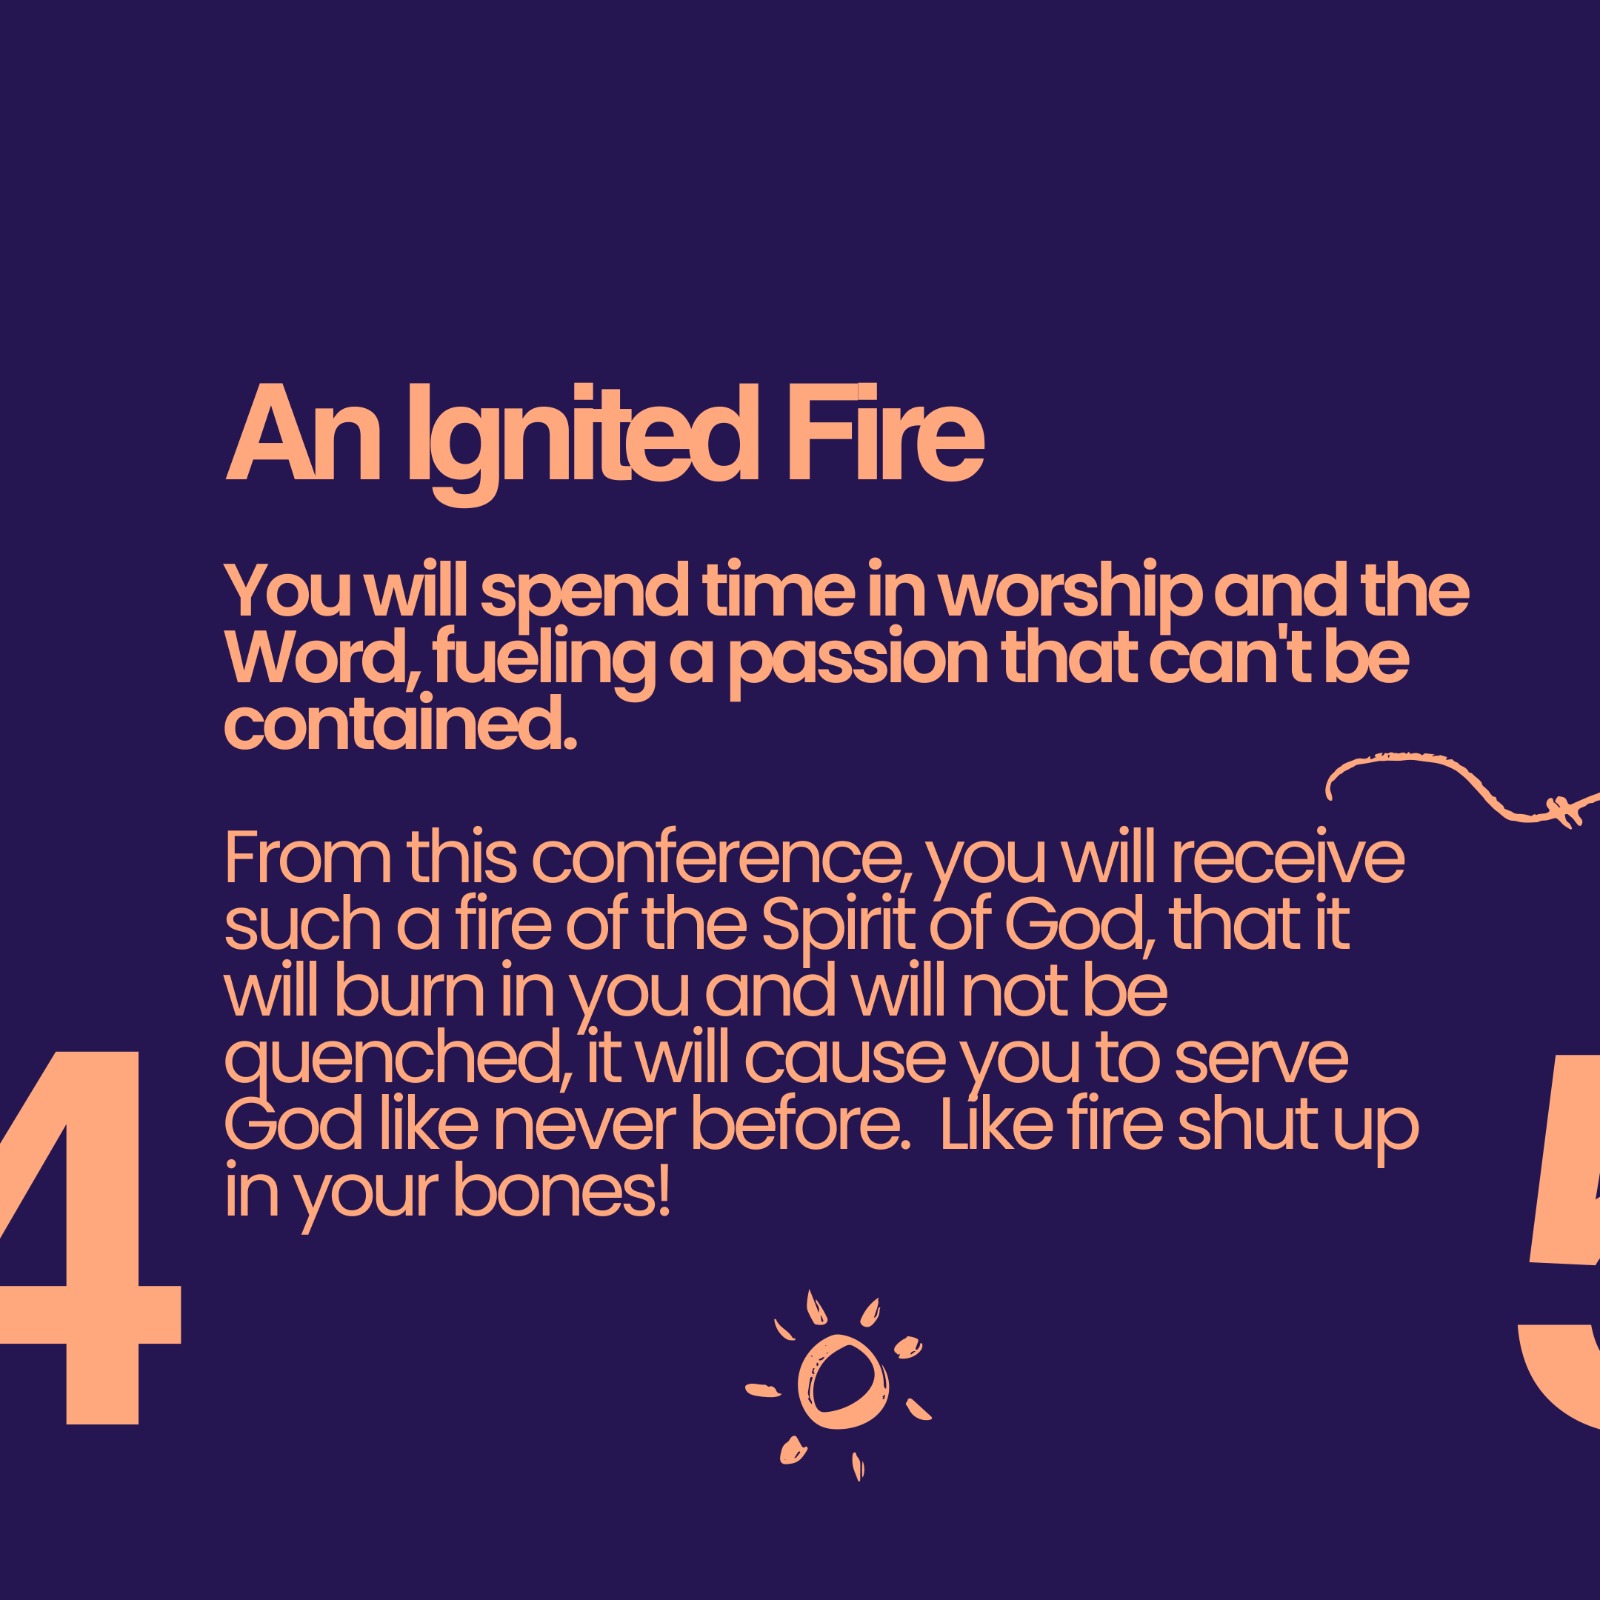 An Ignited Fire
You will spend time in worship and the
Word, fueling a passion that can't be
contained.
From this conference, you will receive
such a fire of the Spirit of God, that it
will burn in you and will not be
quenched, it will cause you to serve
God like never before.  Like fire shut up
in your bones!
4
5